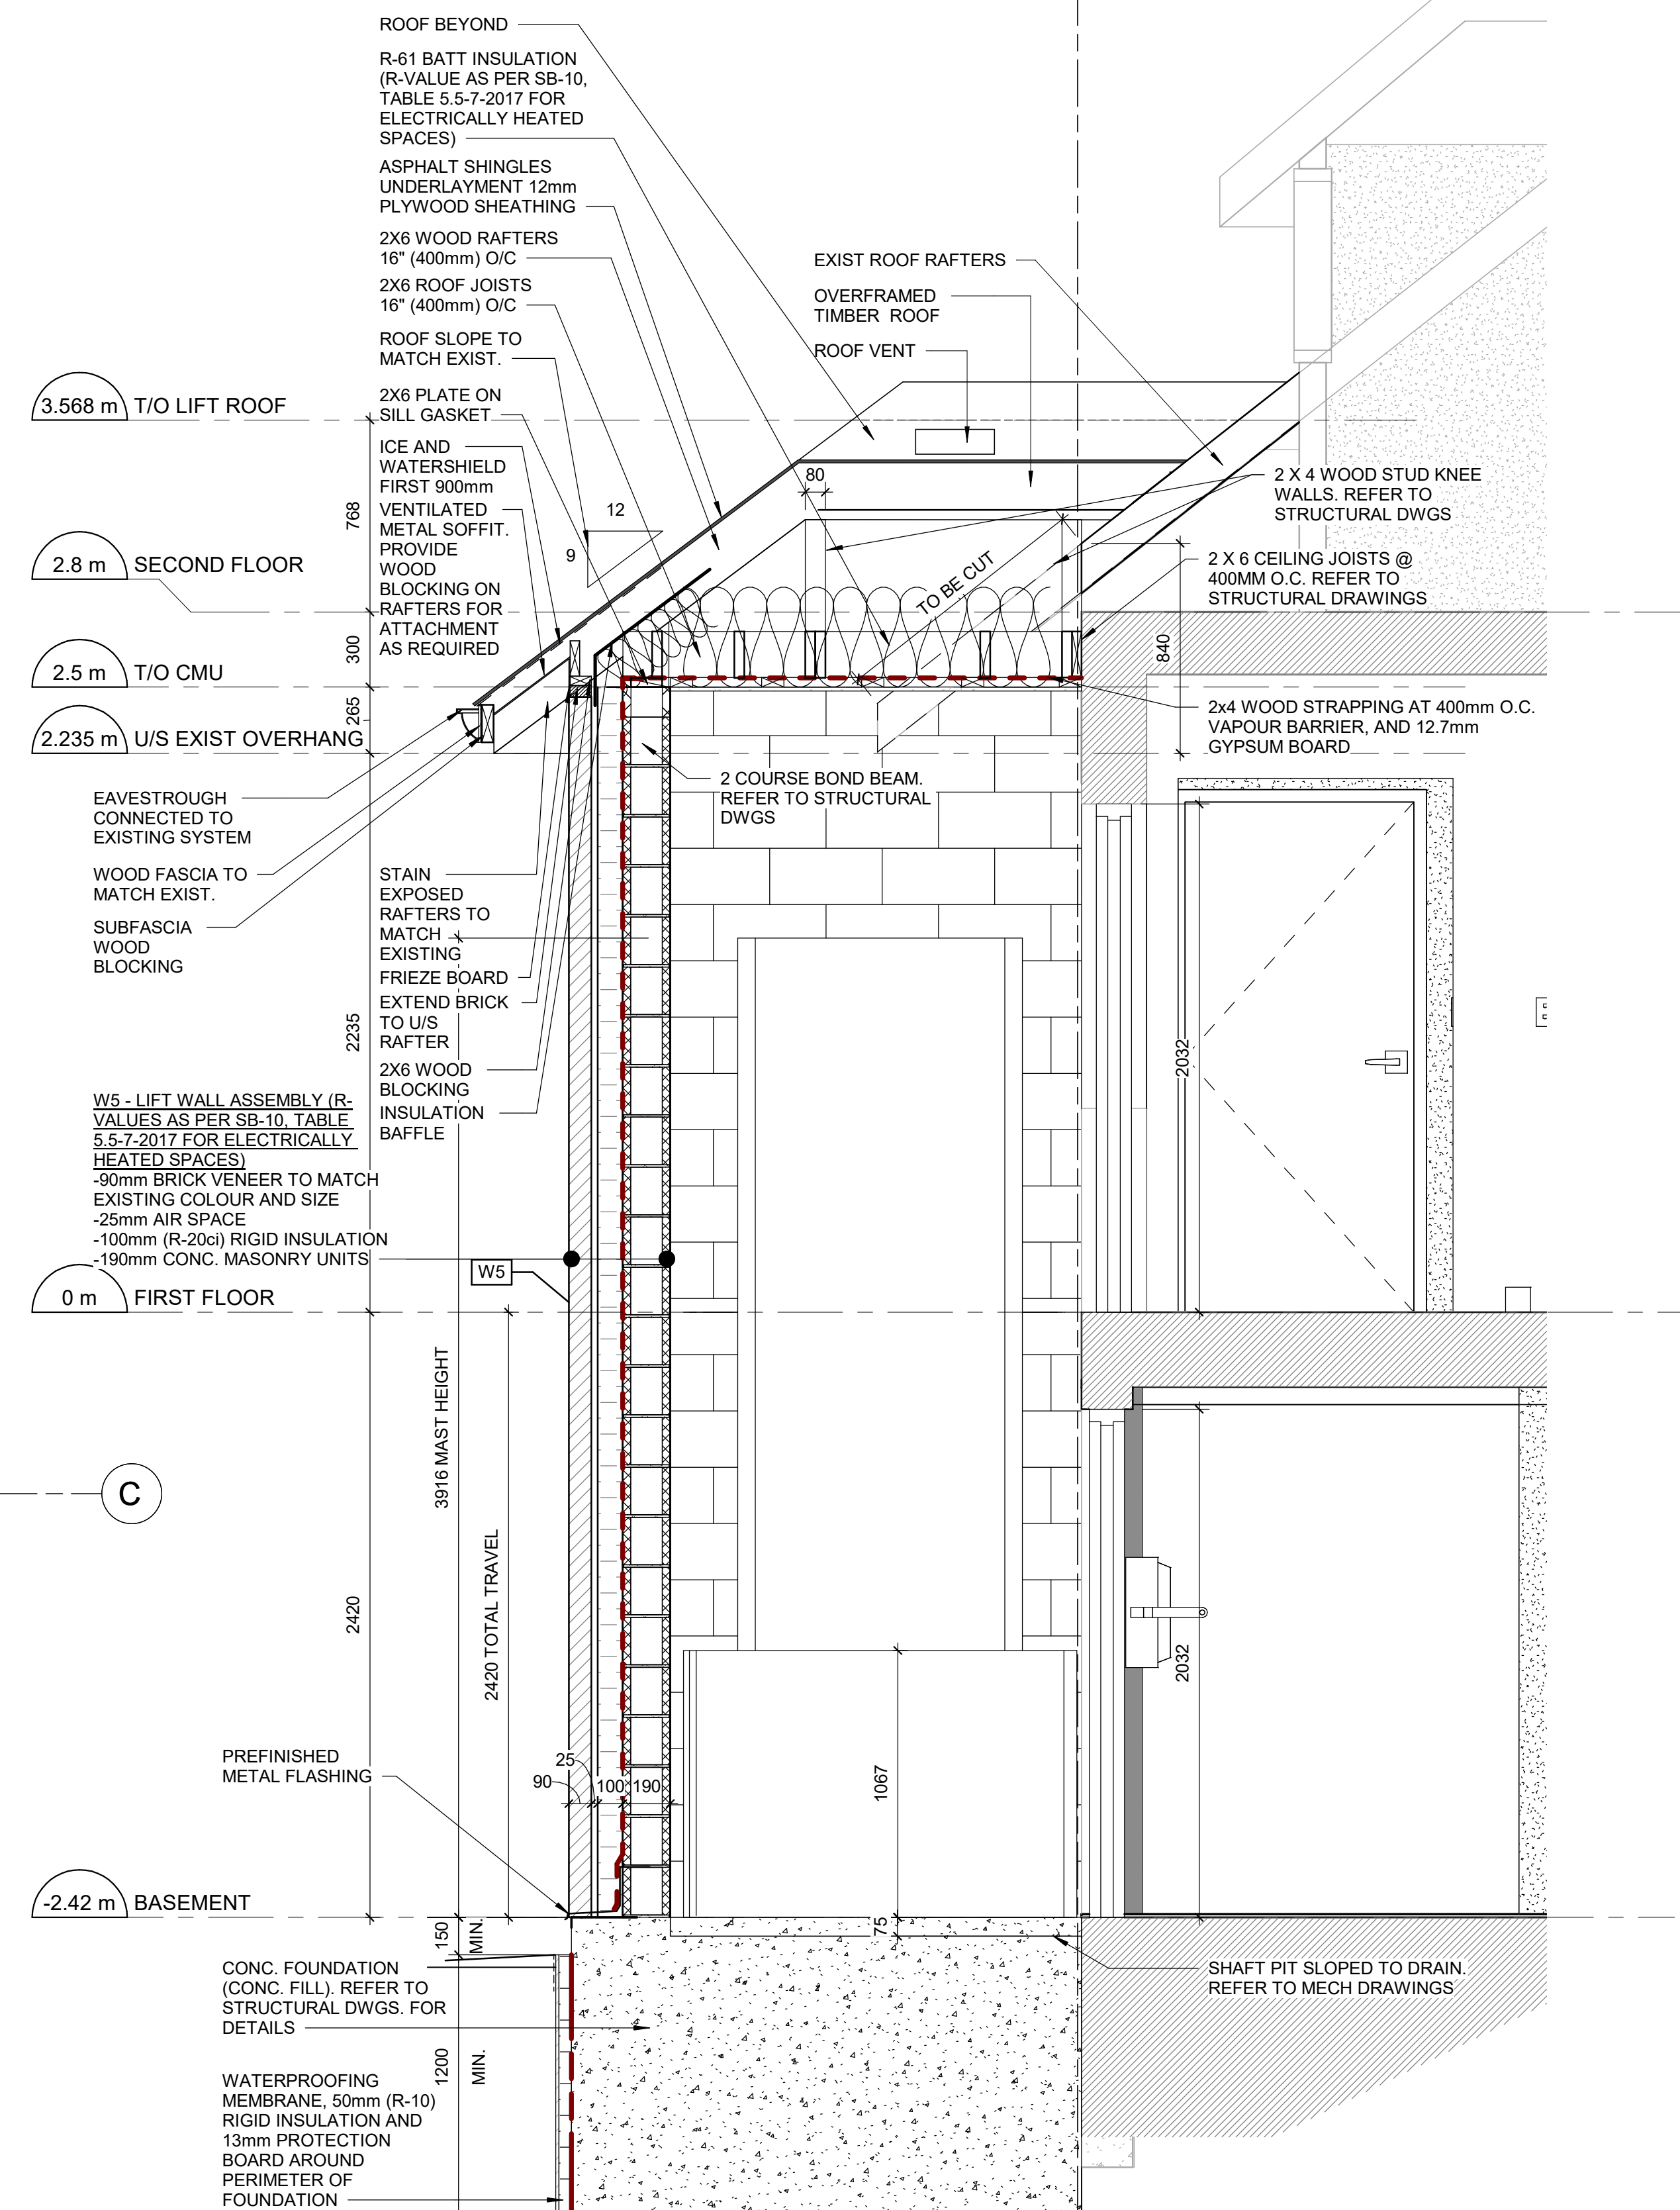 ROOF BEYOND
R-61 BATT INSULATION
(R-VALUE AS PER SB-10,
TABLE 5.5-7-2017 FOR
ELECTRICALLY HEATED
SPACES)
ASPHALT SHINGLES
UNDERLAYMENT 12mm
PLYWOOD SHEATHING
2X6 WOOD RAFTERS
16" (400mm) O/C
2X6 ROOF JOISTS
16" (400mm) O/C
ROOF SLOPE TO
MATCH EXIST.
2X6 PLATE ON
SILL GASKET
ICE AND
WATERSHIELD
FIRST 900mm
VENTILATED
METAL SOFFIT.
PROVIDE
WOOD
BLOCKING ON
RAFTERS FOR
ATTACHMENT
AS REQUIRED
EXIST ROOF RAFTERS
OVERFRAMED
TIMBER ROOF
ROOF VENT
3.568 m T/O LIFT ROOF
2.8 m SECOND FLOOR
2.5 m T/O CMU
2.235 m U/S EXIST OVERHANG
768
300
265
12
9
80
TO BE CUT
840
2 X 4 WOOD STUD KNEE
WALLS. REFER TO
STRUCTURAL DWGS
2 X 6 CEILING JOISTS @
400MM O.C. REFER TO
STRUCTURAL DRAWINGS
2x4 WOOD STRAPPING AT 400mm O.C.
VAPOUR BARRIER, AND 12.7mm
GYPSUM BOARD
2 COURSE BOND BEAM.
REFER TO STRUCTURAL
DWGS
EAVESTROUGH
CONNECTED TO
EXISTING SYSTEM
WOOD FASCIA TO
MATCH EXIST.
SUBFASCIA
WOOD
BLOCKING
STAIN
EXPOSED
RAFTERS TO
MATCH
EXISTING
FRIEZE BOARD
EXTEND BRICK
TO U/S
RAFTER
2X6 WOOD
BLOCKING
INSULATION
BAFFLE
2235
2032
W5 - LIFT WALL ASSEMBLY (R-
VALUES AS PER SB-10, TABLE
5.5-7-2017 FOR ELECTRICALLY
HEATED SPACES)
-90mm BRICK VENEER TO MATCH
EXISTING COLOUR AND SIZE
-25mm AIR SPACE
-100mm (R-20ci) RIGID INSULATION
-190mm CONC. MASONRY UNITS
W5
0 m FIRST FLOOR
3916 MAST HEIGHT
C
2420
2420 TOTAL TRAVEL
2032
PREFINISHED
METAL FLASHING
25
90
100
190
1067
-2.42 m BASEMENT
150
MIN.
75
CONC. FOUNDATION
(CONC. FILL). REFER TO
STRUCTURAL DWGS. FOR
DETAILS
SHAFT PIT SLOPED TO DRAIN.
REFER TO MECH DRAWINGS
1200
MIN.
WATERPROOFING
MEMBRANE, 50mm (R-10)
RIGID INSULATION AND
13mm PROTECTION
BOARD AROUND
PERIMETER OF
FOUNDATION